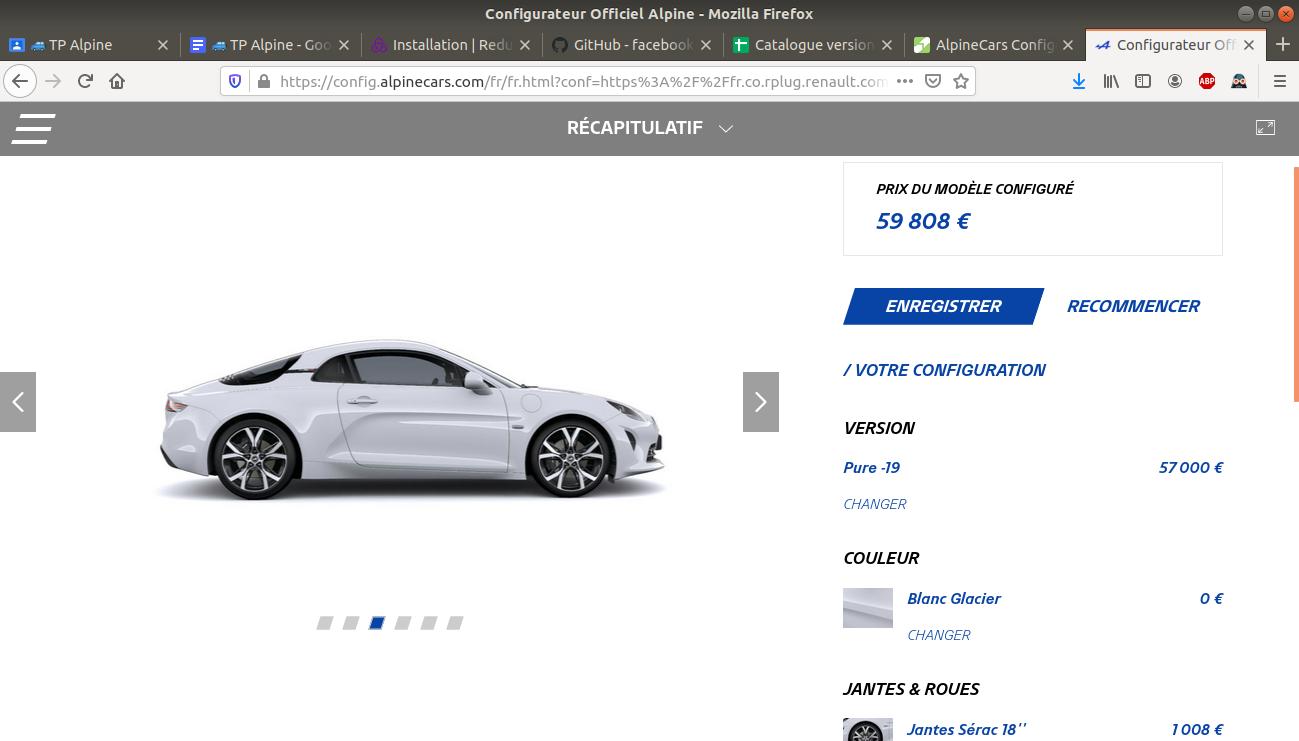 Configurateur Officiel Alpine - Mozilla Firefox
TP Alpine
TP Alpine - Goo
Installation | Redu
GitHub - facebook
Catalogue version
AlpineCars Config
Configurateur Off
https://config.alpinecars.com/fr/fr.html?conf=https%3A%2F%2Ffr.co.rplug.renault.com
ABP
RÉCAPITULATIF
PRIX DU MODÈLE CONFIGURÉ
59 808 €
ENREGISTRER
RECOMMENCER
/ VOTRE CONFIGURATION
VERSION
Pure -19 57 000 €
CHANGER
COULEUR
Blanc Glacier 0 €
CHANGER
JANTES & ROUES
Jantes Sérac 18'' 1 008 €